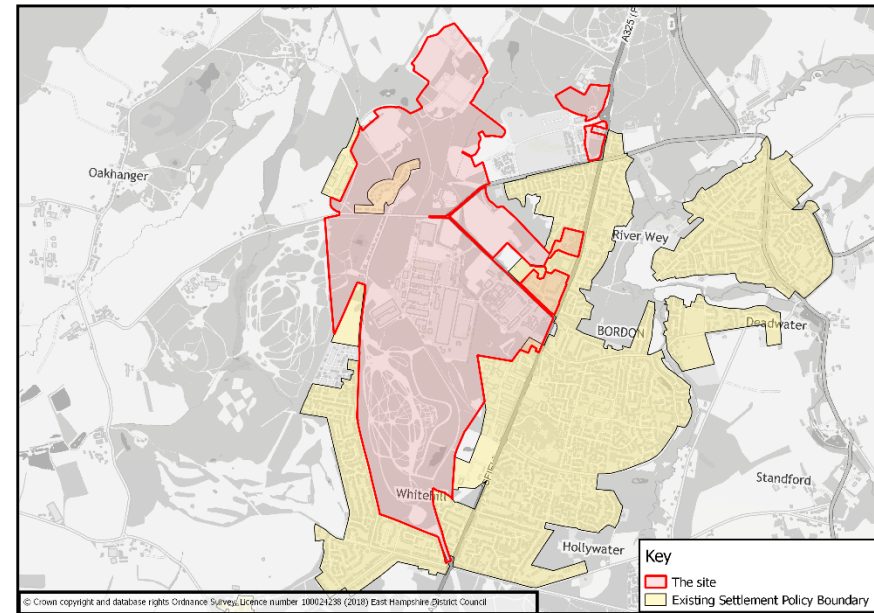 A325 (F
Oakhanger
River Wey
BORDON
Deadwater
Whitehill
Standford
Hollywater
Key
The site
Existing Settlement Policy Boundary
© Crown copyright and database rights Ordnance Survey, Licence number 100024238 (2018) East Hampshire District Council